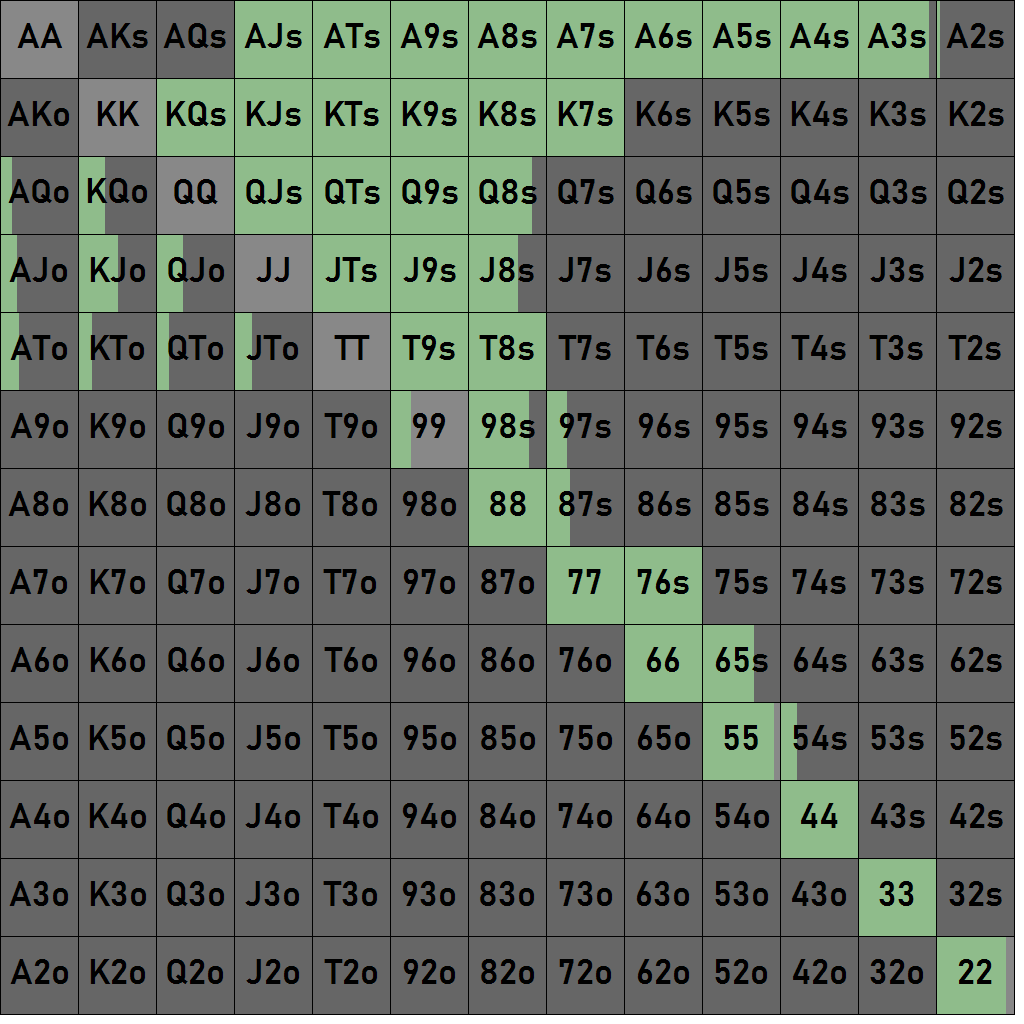 AA AKs AQs AJs ATs A9s A8s A7s A6s A5s A4s A3s A2s
AKo KK KQs KJs KTs K9s K8s K7s K6s K5s K4s K3s K2s
AQo KQo QQ QJs QTs Q9s Q8s Q7s Q6s Q5s Q4s Q3s Q2s
AJo KJo QJo JJ JTs J9s J8s J7s J6s J5s J4s J3s J2s
ATo KTo QTo JTo TT T9s T8s T7s T6s T5s T4s T3s T2s
A9o K9o Q9o J9o T9o 99 98s 97s 96s 95s 94s 93s 92s
A8o K8o Q8o J8o T8o 98o 88 87s 86s 85s 84s 83s 82s
A7o K7o Q7o J7o T7o 97o 87o 77 76s 75s 74s 73s 72s
A6o K6o Q6o J6o T6o 96o 86o 76o 66 65s 64s 63s 62s
A5o K5o Q5o J5o T5o 95o 85o 75o 65o 55 54s 53s 52s
A4o K4o Q4o J4o T4o 94o 84o 74o 64o 54o 44 43s 42s
A3o K3o Q3o J3o T3o 93o 83o 73o 63o 53o 43o 33 32s
A2o K2o Q2o J2o T2o 92o 82o 72o 62o 52o 42o 32o 22